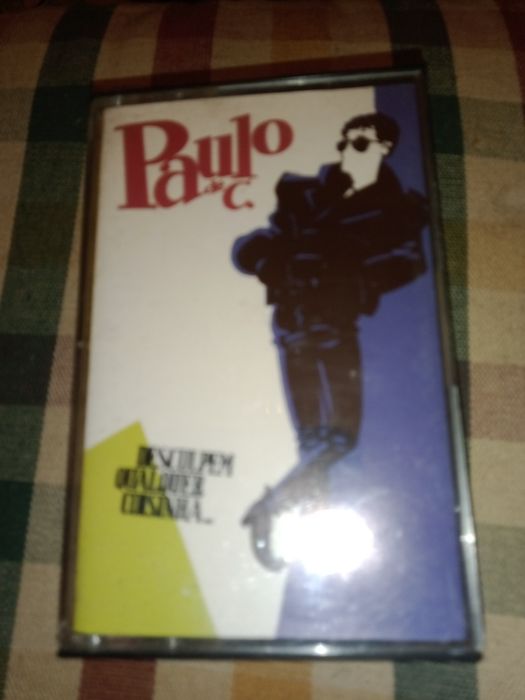 Paulo
de C.
DESCULPEM
QUALQUER
COISINHA...